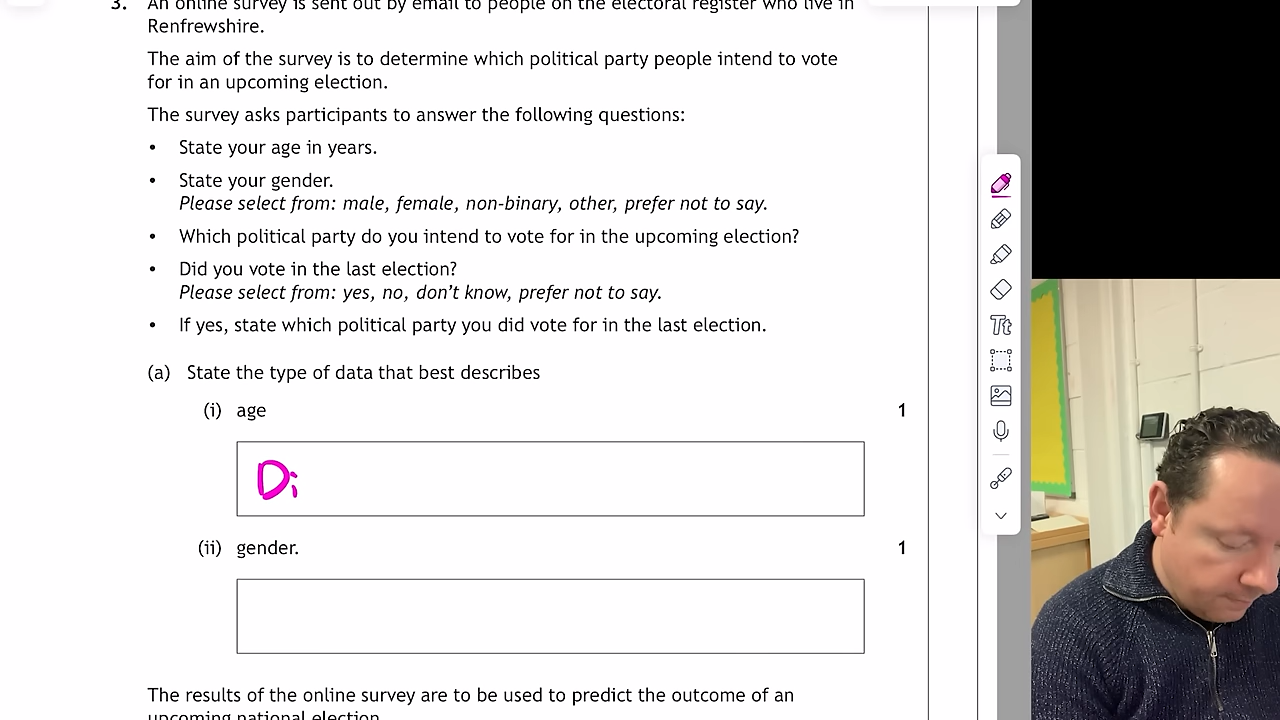 3. An online survey is sent out by email to people on the electoral register who live in
Renfrewshire.
The aim of the survey is to determine which political party people intend to vote
for in an upcoming election.
The survey asks participants to answer the following questions:
• State your age in years.
• State your gender.
Please select from: male, female, non-binary, other, prefer not to say.
• Which political party do you intend to vote for in the upcoming election?
• Did you vote in the last election?
Please select from: yes, no, don’t know, prefer not to say.
• If yes, state which political party you did vote for in the last election.
(a) State the type of data that best describes
(i) age 1
Di
(ii) gender. 1
The results of the online survey are to be used to predict the outcome of an
upcoming national election.
Tt